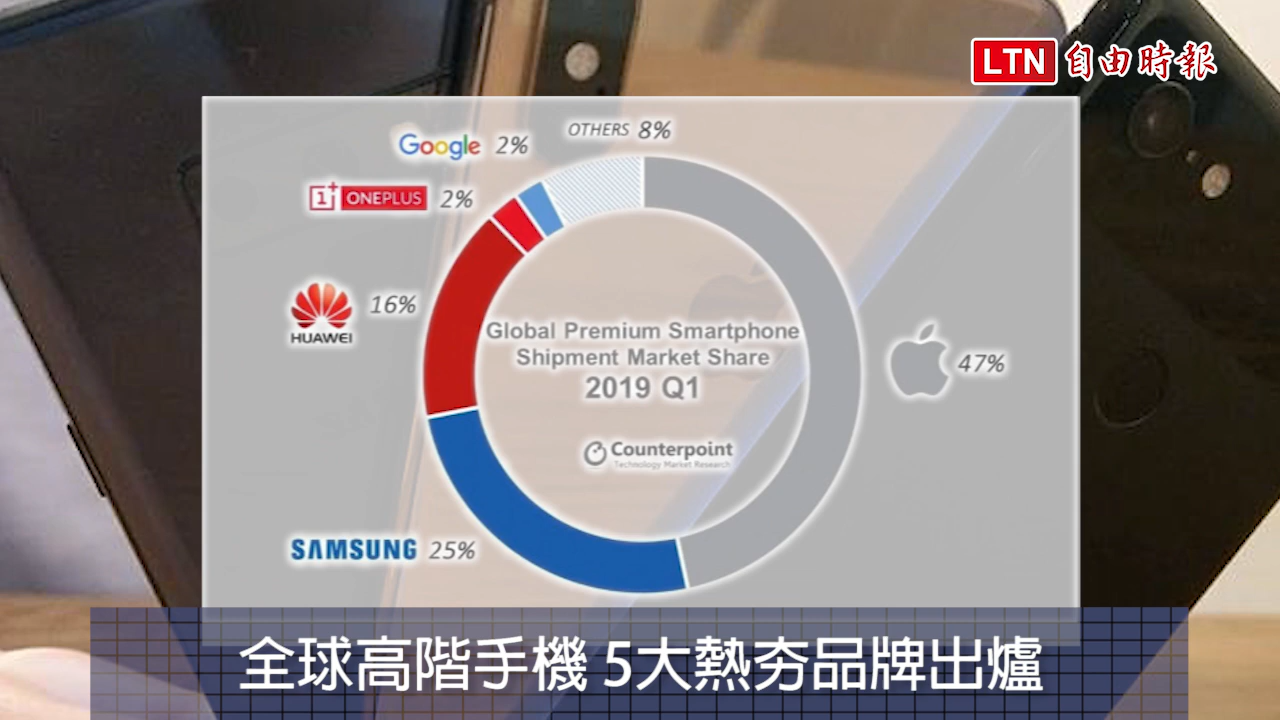 LTN 自由時報
Google 2%
OTHERS 8%
1+ ONEPLUS 2%
HUAWEI 16%
Global Premium Smartphone
Shipment Market Share
2019 Q1
47%
Counterpoint
Technology Market Research
SAMSUNG 25%
全球高階手機 5大熱夯品牌出爐